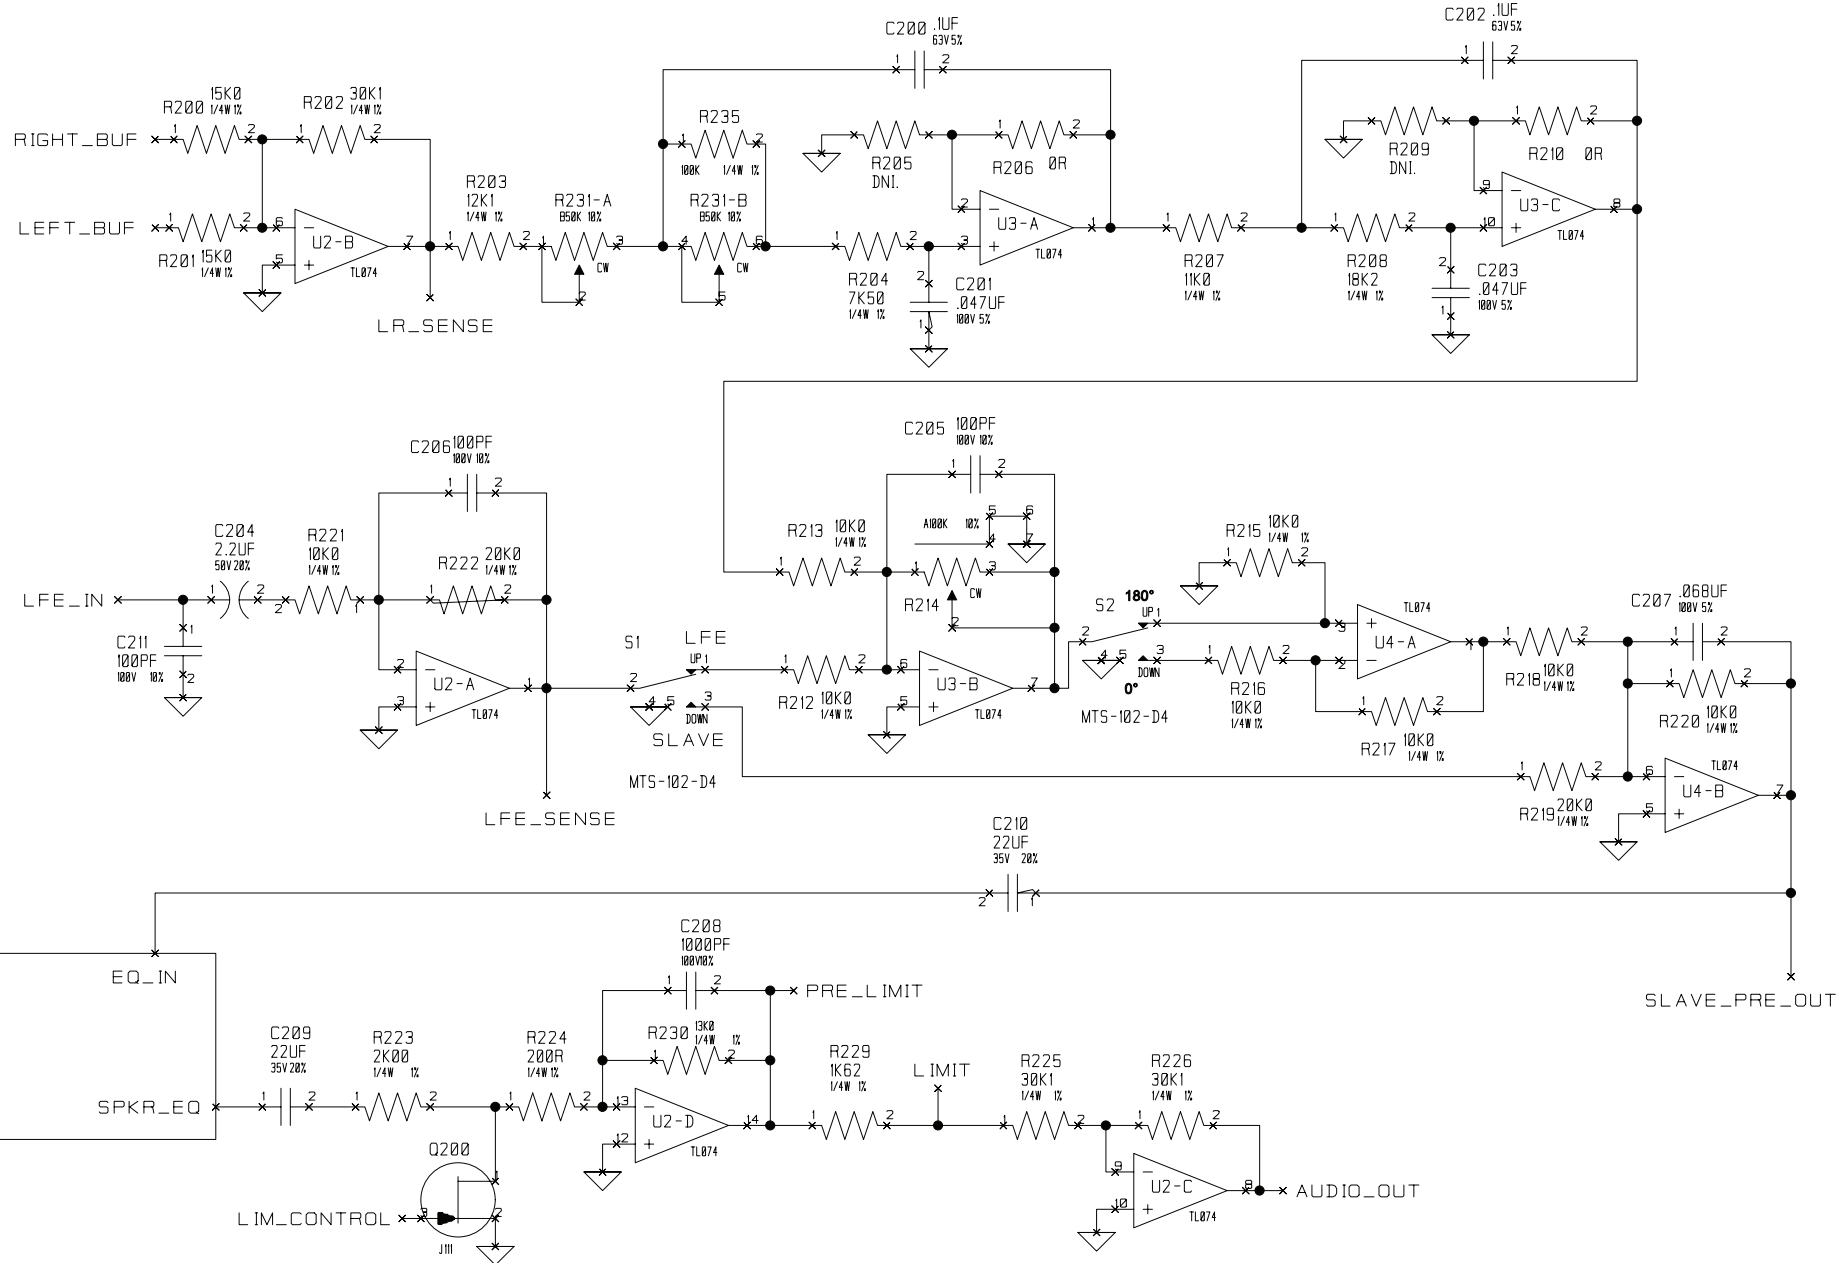 C200 .1UF
63V5%
C202 .1UF
63V5%
R200 15K0
1/4W 1%
R202 30K1
1/4W 1%
RIGHT_BUF
LEFT_BUF
R201 15K0
1/4W 1%
U2-B
TL074
LR_SENSE
R203
12K1
1/4W 1%
R231-A
B50K 10%
CW
R235
100K 1/4W 1%
R231-B
B50K 10%
CW
R204
7K50
1/4W 1%
R205
DNI.
R206 0R
U3-A
TL074
C201
.047UF
100V 5%
R207
11K0
1/4W 1%
R209
DNI.
R210 0R
R208
18K2
1/4W 1%
U3-C
TL074
C203
.047UF
100V 5%
C206 100PF
100V 10%
C204
2.2UF
50V 20%
R221
10K0
1/4W 1%
R222 20K0
1/4W 1%
LFE_IN
C211
100PF
100V 10%
U2-A
TL074
LFE_SENSE
S1
LFE
UP
DOWN
SLAVE
MTS-102-D4
C205 100PF
100V 10%
R213 10K0
1/4W 1%
A100K 10%
R214
CW
R212 10K0
1/4W 1%
U3-B
TL074
S2
180°
UP
DOWN
0°
MTS-102-D4
R215 10K0
1/4W 1%
R216
10K0
1/4W 1%
R217 10K0
1/4W 1%
U4-A
TL074
R218 10K0
1/4W 1%
C207 .068UF
100V 5%
R220 10K0
1/4W 1%
R219 20K0
1/4W 1%
U4-B
TL074
C210
22UF
35V 20%
SLAVE_PRE_OUT
EQ_IN
SPKR_EQ
C209
22UF
35V 20%
R223
2K00
1/4W 1%
R224
200R
1/4W 1%
C208
1000PF
100V10%
R230 13K0
1/4W 1%
PRE_LIMIT
U2-D
TL074
R229
1K62
1/4W 1%
LIMIT
R225
30K1
1/4W 1%
R226
30K1
1/4W 1%
U2-C
TL074
AUDIO_OUT
Q200
LIM_CONTROL
J111